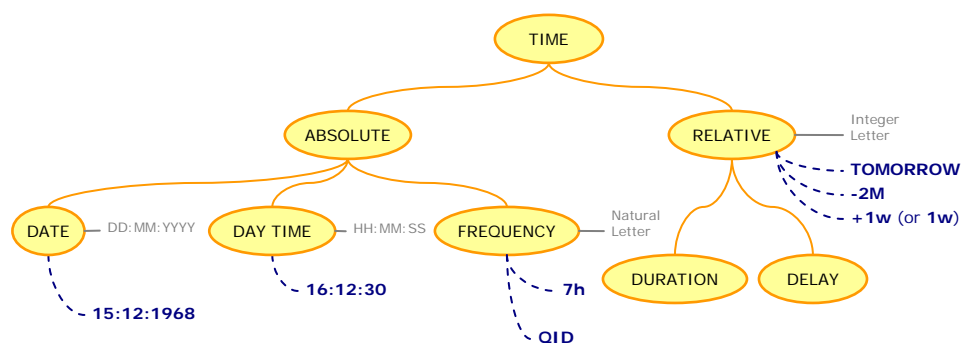 TIME
ABSOLUTE
RELATIVE
Integer
Letter
TOMORROW
-2M
+1w (or 1w)
DATE
DD:MM:YYYY
DAY TIME
HH:MM:SS
FREQUENCY
Natural
Letter
DURATION
DELAY
15:12:1968
16:12:30
7h
QID